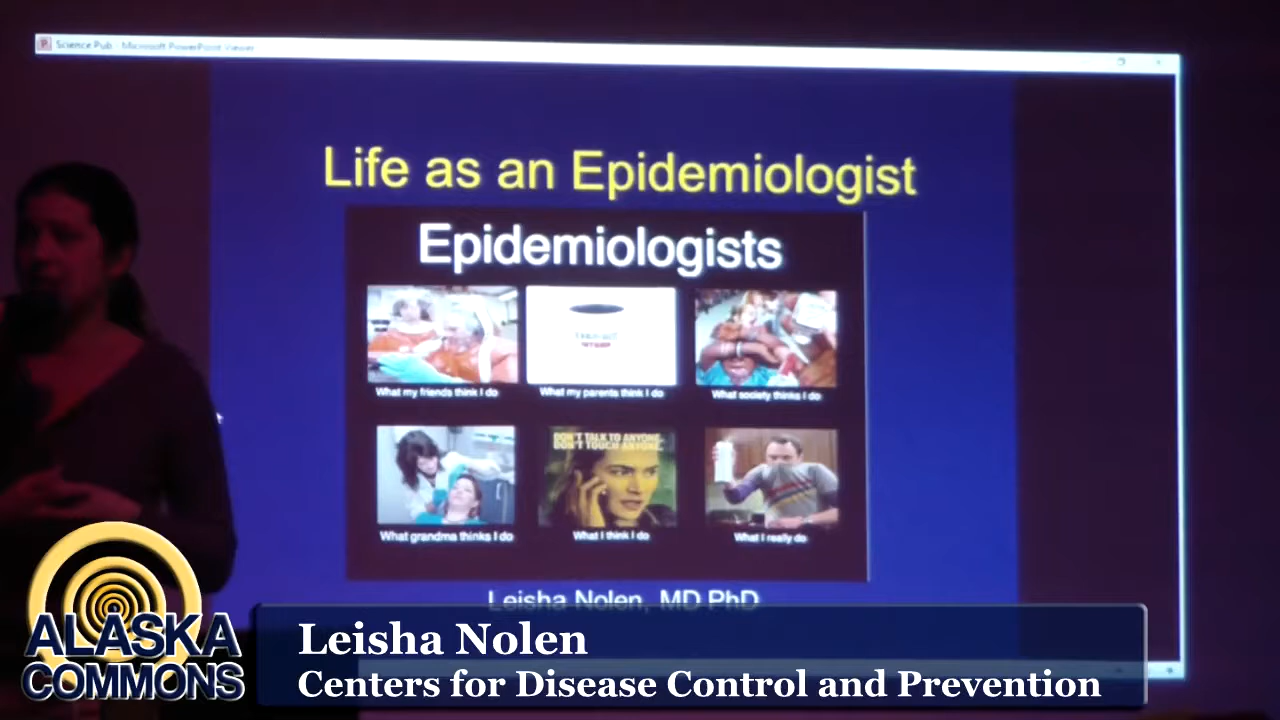 Science Pub - Microsoft PowerPoint Viewer
Life as an Epidemiologist
Epidemiologists
What my friends think I do
What my parents think I do
What society thinks I do
DON'T TALK TO ANYONE.
DON'T TOUCH ANYONE.
What grandma thinks I do
What I think I do
What I really do
Leisha Nolen, MD PhD
ALASKA
COMMONS
Leisha Nolen
Centers for Disease Control and Prevention